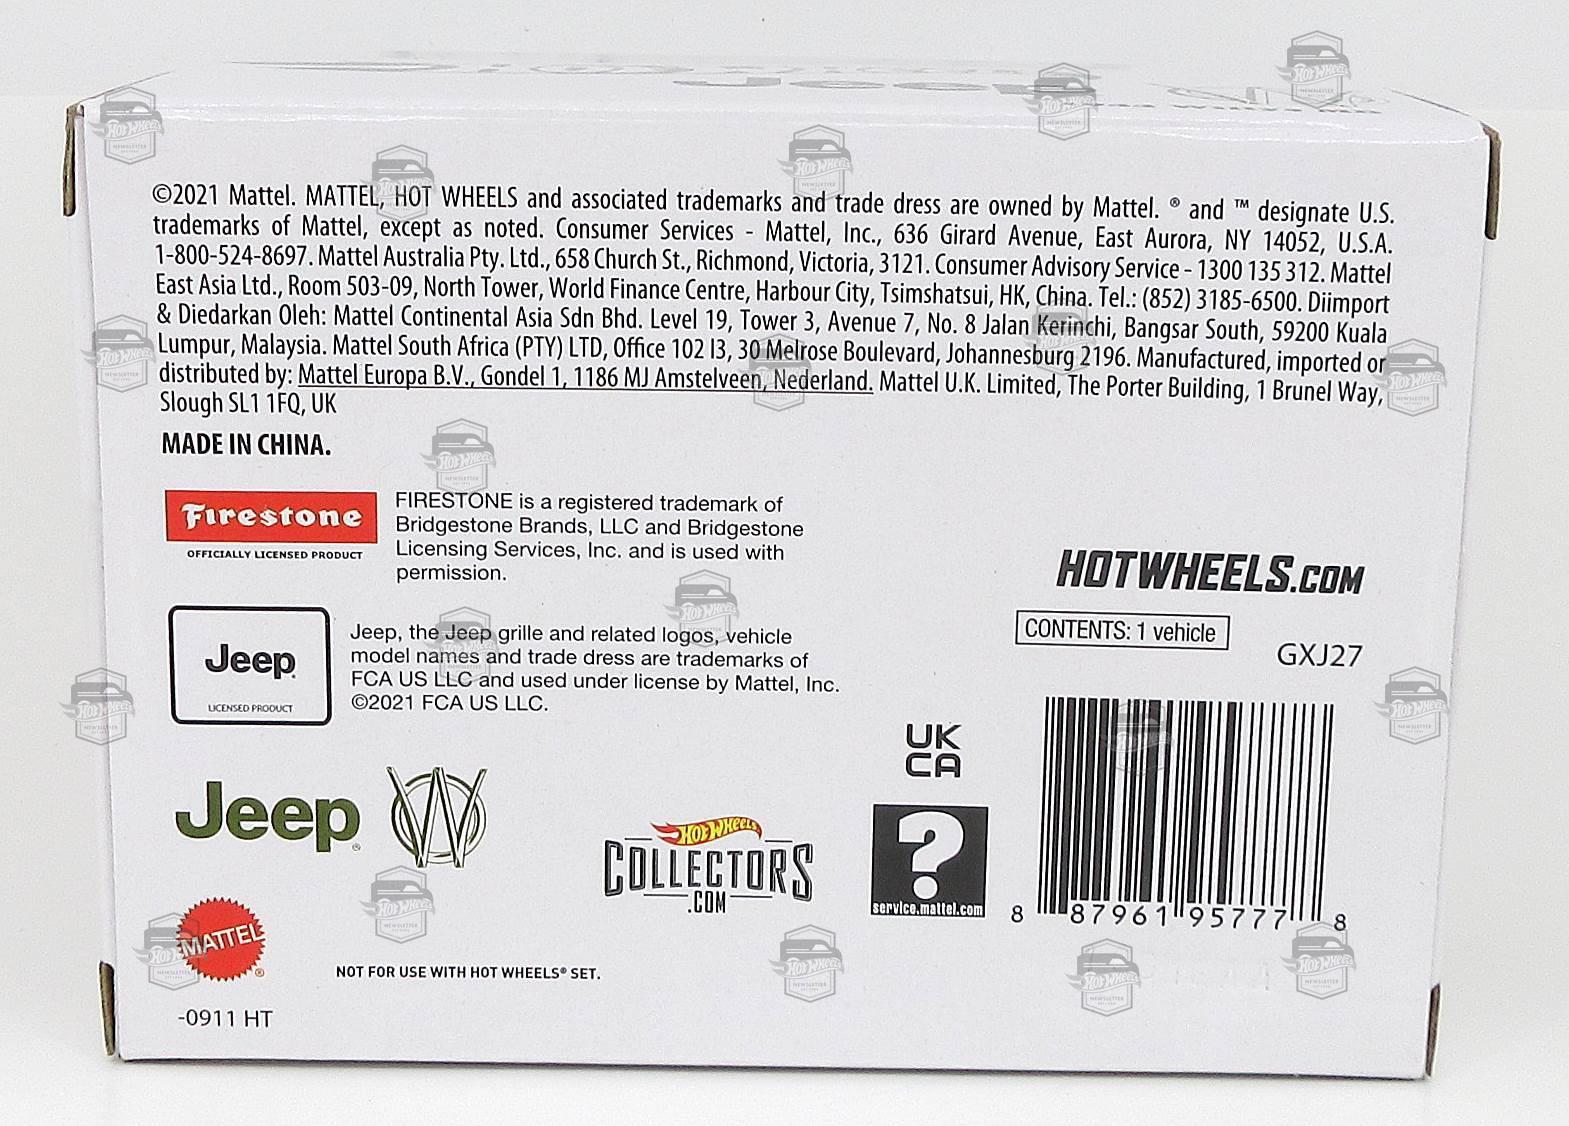 ©2021 Mattel. MATTEL, HOT WHEELS and associated trademarks and trade dress are owned by Mattel. ® and ™ designate U.S.
trademarks of Mattel, except as noted. Consumer Services - Mattel, Inc., 636 Girard Avenue, East Aurora, NY 14052, U.S.A.
1-800-524-8697. Mattel Australia Pty. Ltd., 658 Church St., Richmond, Victoria, 3121. Consumer Advisory Service - 1300 135 312. Mattel
East Asia Ltd., Room 503-09, North Tower, World Finance Centre, Harbour City, Tsimshatsui, HK, China. Tel.: (852) 3185-6500. Diimport
& Diedarkan Oleh: Mattel Continental Asia Sdn Bhd. Level 19, Tower 3, Avenue 7, No. 8 Jalan Kerinchi, Bangsar South, 59200 Kuala
Lumpur, Malaysia. Mattel South Africa (PTY) LTD, Office 102 I3, 30 Melrose Boulevard, Johannesburg 2196. Manufactured, imported or
distributed by: Mattel Europa B.V., Gondel 1, 1186 MJ Amstelveen, Nederland. Mattel U.K. Limited, The Porter Building, 1 Brunel Way,
Slough SL1 1FQ, UK
MADE IN CHINA.
Firestone
OFFICIALLY LICENSED PRODUCT
FIRESTONE is a registered trademark of
Bridgestone Brands, LLC and Bridgestone
Licensing Services, Inc. and is used with
permission.
HOTWHEELS.COM
CONTENTS: 1 vehicle
GXJ27
Jeep
LICENSED PRODUCT
Jeep, the Jeep grille and related logos, vehicle
model names and trade dress are trademarks of
FCA US LLC and used under license by Mattel, Inc.
©2021 FCA US LLC.
UK
CA
Jeep®
W
HOT WHEELS
COLLECTORS
.COM
?
service.mattel.com
8 87961 95777 8
MATTEL®
NOT FOR USE WITH HOT WHEELS® SET.
-0911 HT